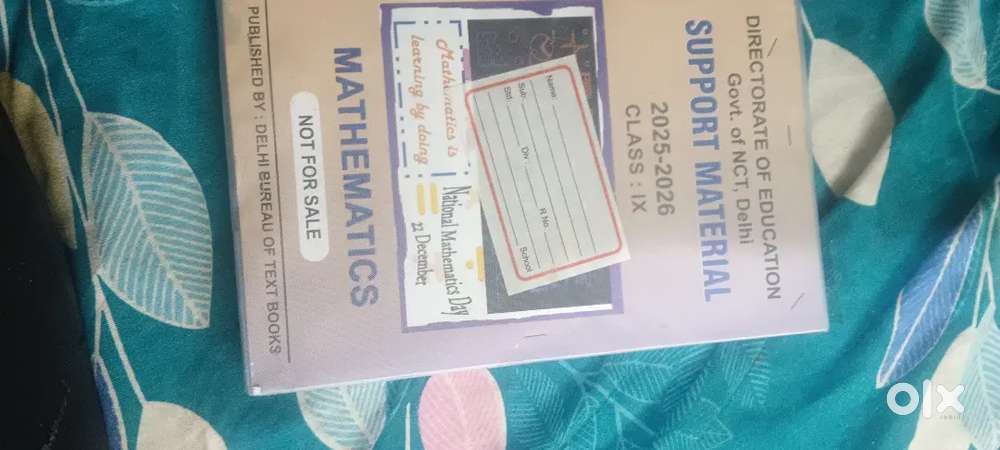 DIRECTORATE OF EDUCATION
Govt. of NCT, Delhi
SUPPORT MATERIAL
2025-2026
CLASS : IX
Name:
Sub:
Std.
Div.
R No.
School
Mathematics is
learning by doing
National Mathematics Day
22 December
MATHEMATICS
NOT FOR SALE
PUBLISHED BY : DELHI BUREAU OF TEXT BOOKS
olx